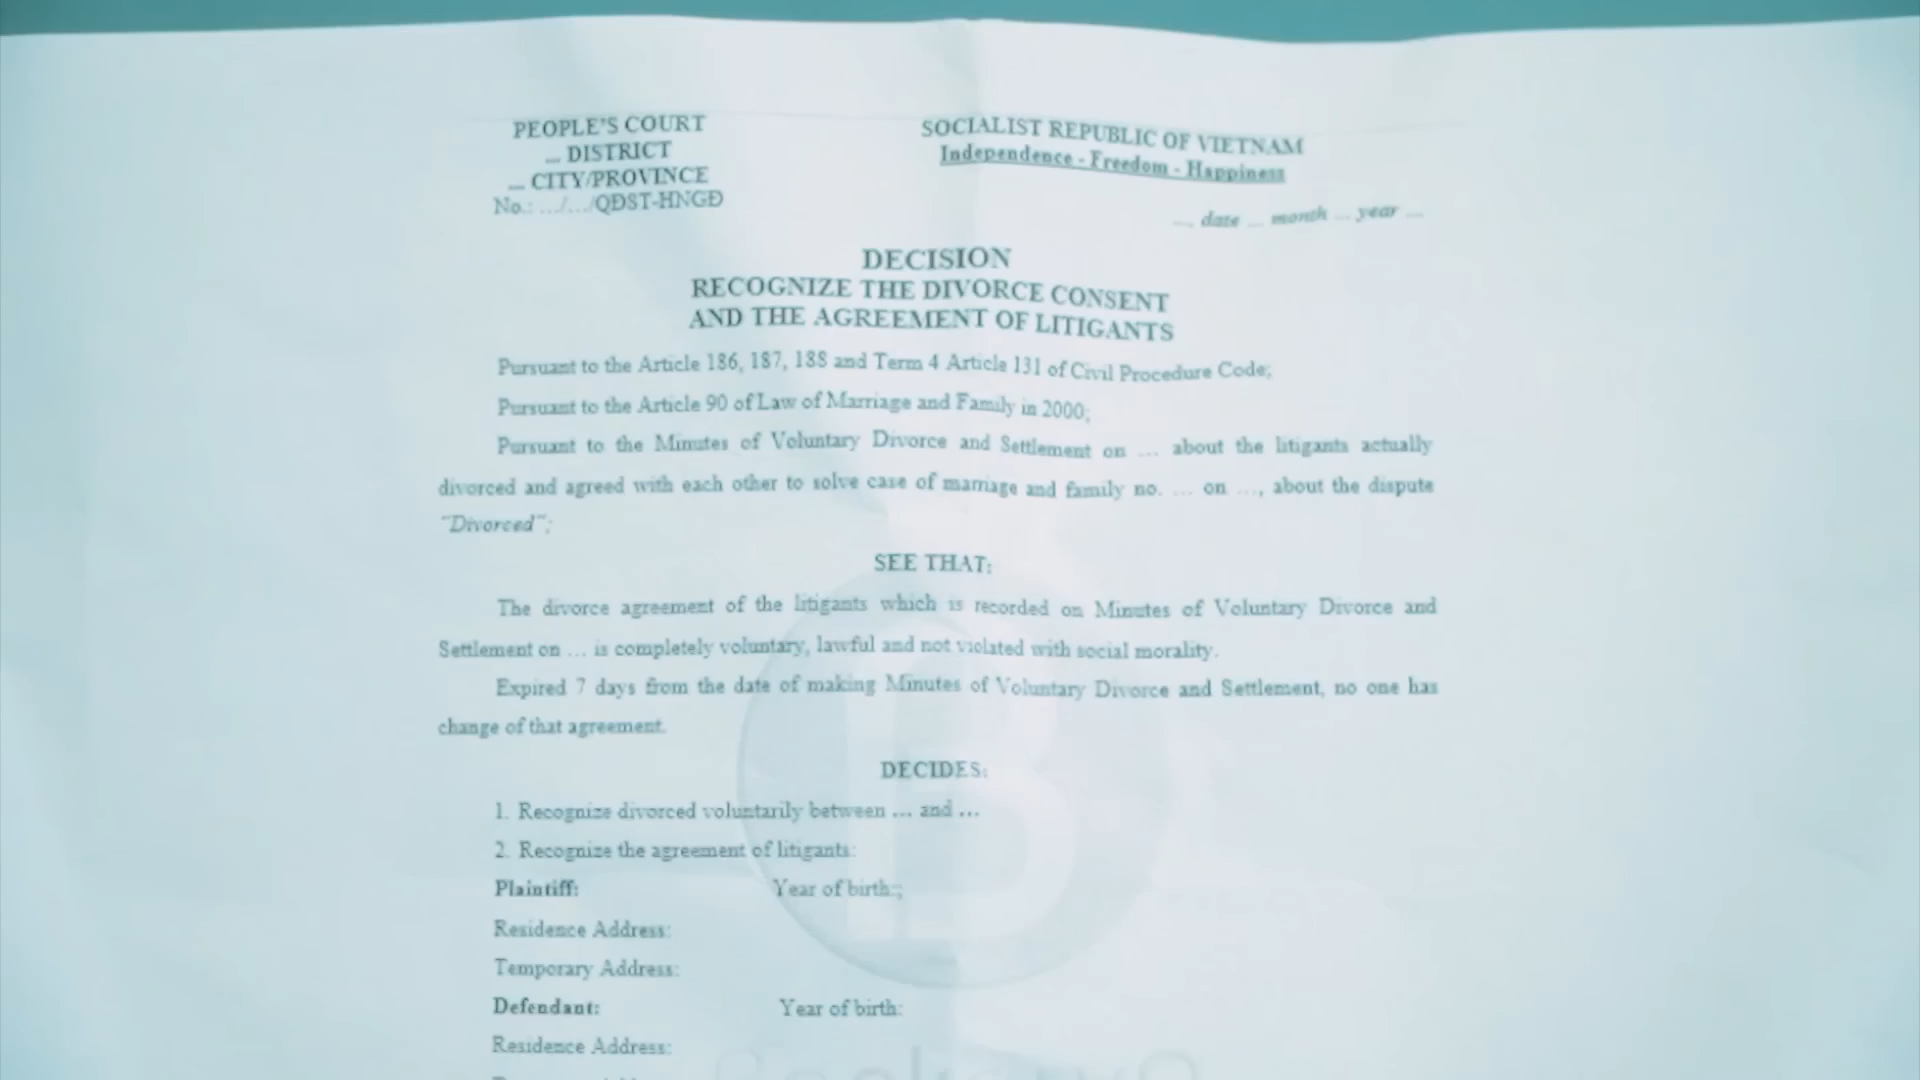 PEOPLE'S COURT
... DISTRICT
... CITY/PROVINCE
No.: .../.../QĐST-HNGĐ
SOCIALIST REPUBLIC OF VIETNAM
Independence - Freedom - Happiness
..., date ... month ... year ...
DECISION
RECOGNIZE THE DIVORCE CONSENT
AND THE AGREEMENT OF LITIGANTS
Pursuant to the Article 186, 187, 188 and Term 4 Article 131 of Civil Procedure Code;
Pursuant to the Article 90 of Law of Marriage and Family in 2000;
Pursuant to the Minutes of Voluntary Divorce and Settlement on ... about the litigants actually
divorced and agreed with each other to solve case of marriage and family no. ... on ..., about the dispute
"Divorced";
SEE THAT:
The divorce agreement of the litigants which is recorded on Minutes of Voluntary Divorce and
Settlement on ... is completely voluntary, lawful and not violated with social morality.
Expired 7 days from the date of making Minutes of Voluntary Divorce and Settlement, no one has
change of that agreement.
DECIDES:
1. Recognize divorced voluntarily between ... and ...
2. Recognize the agreement of litigants:
Plaintiff: Year of birth:;
Residence Address:
Temporary Address:
Defendant: Year of birth:
Residence Address: